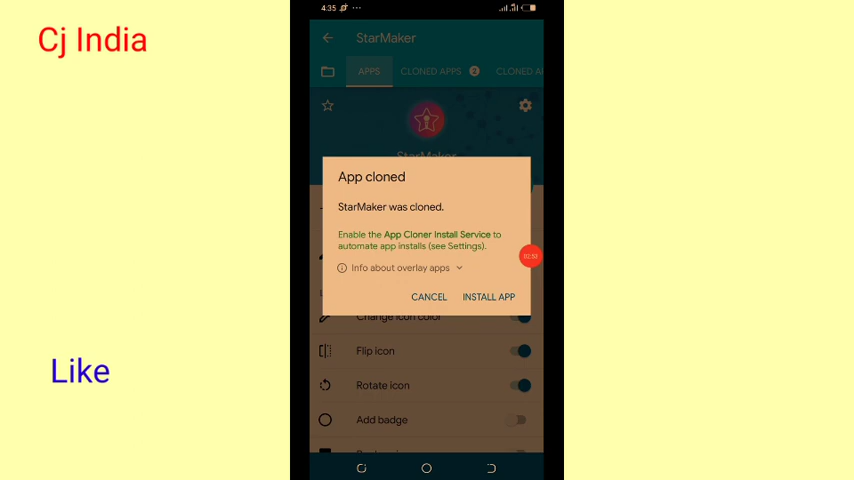 Cj India
Like
4:35
StarMaker
APPS
CLONED APPS 2
CLONED A
StarMaker
App cloned
StarMaker was cloned.
Enable the App Cloner Install Service to
automate app installs (see Settings).
Info about overlay apps
02:53
CANCEL
INSTALL APP
Change icon color
Flip icon
Rotate icon
Add badge